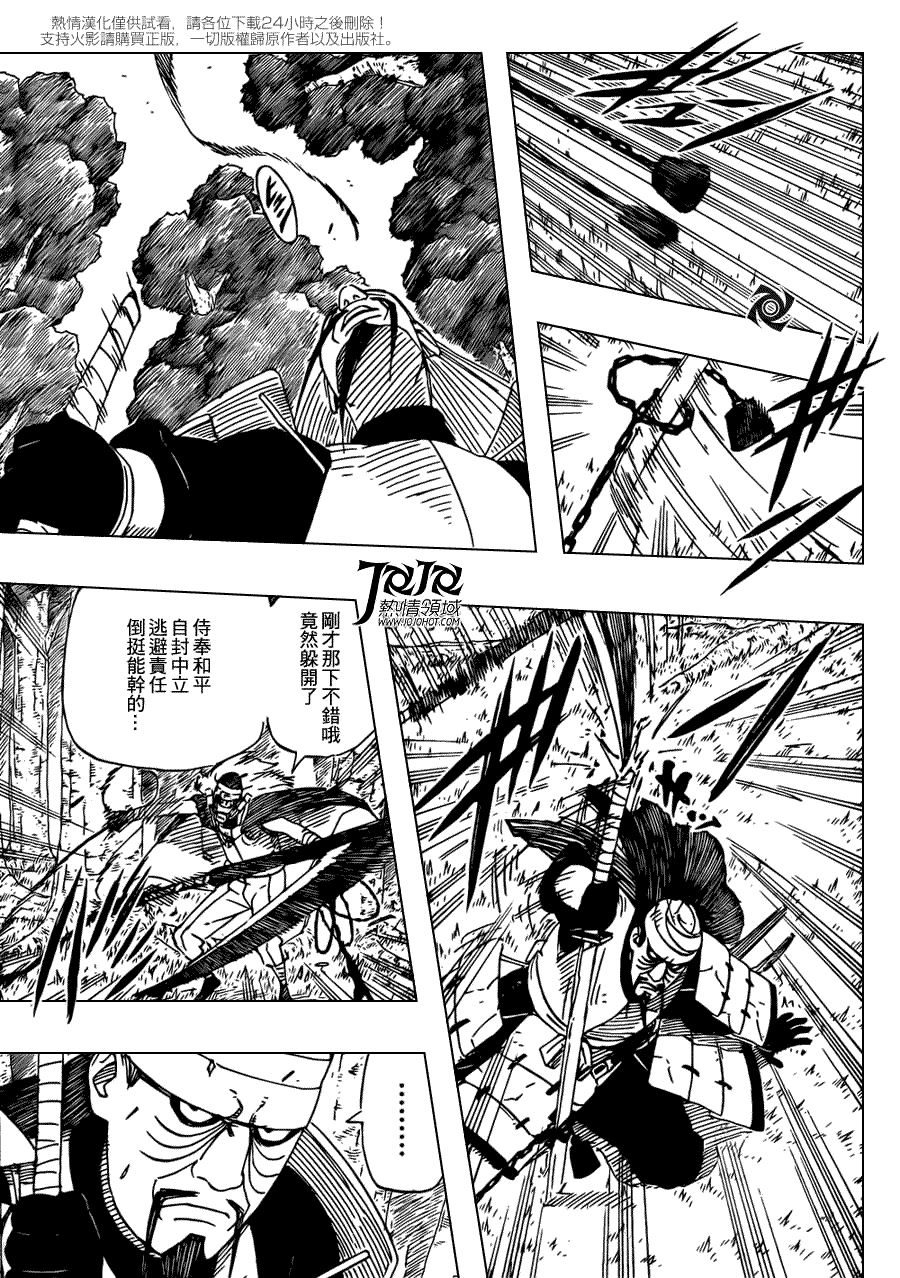 熱情漢化僅供試看，請各位下載24小時之後刪除！
支持火影請購買正版，一切版權歸原作者以及出版社。
JOJO
熱情領域
WWW.JOJOHOT.COM
剛才那下不錯哦
竟然躲開了
侍奉和平
自封中立
逃避責任
倒挺能幹的…
……